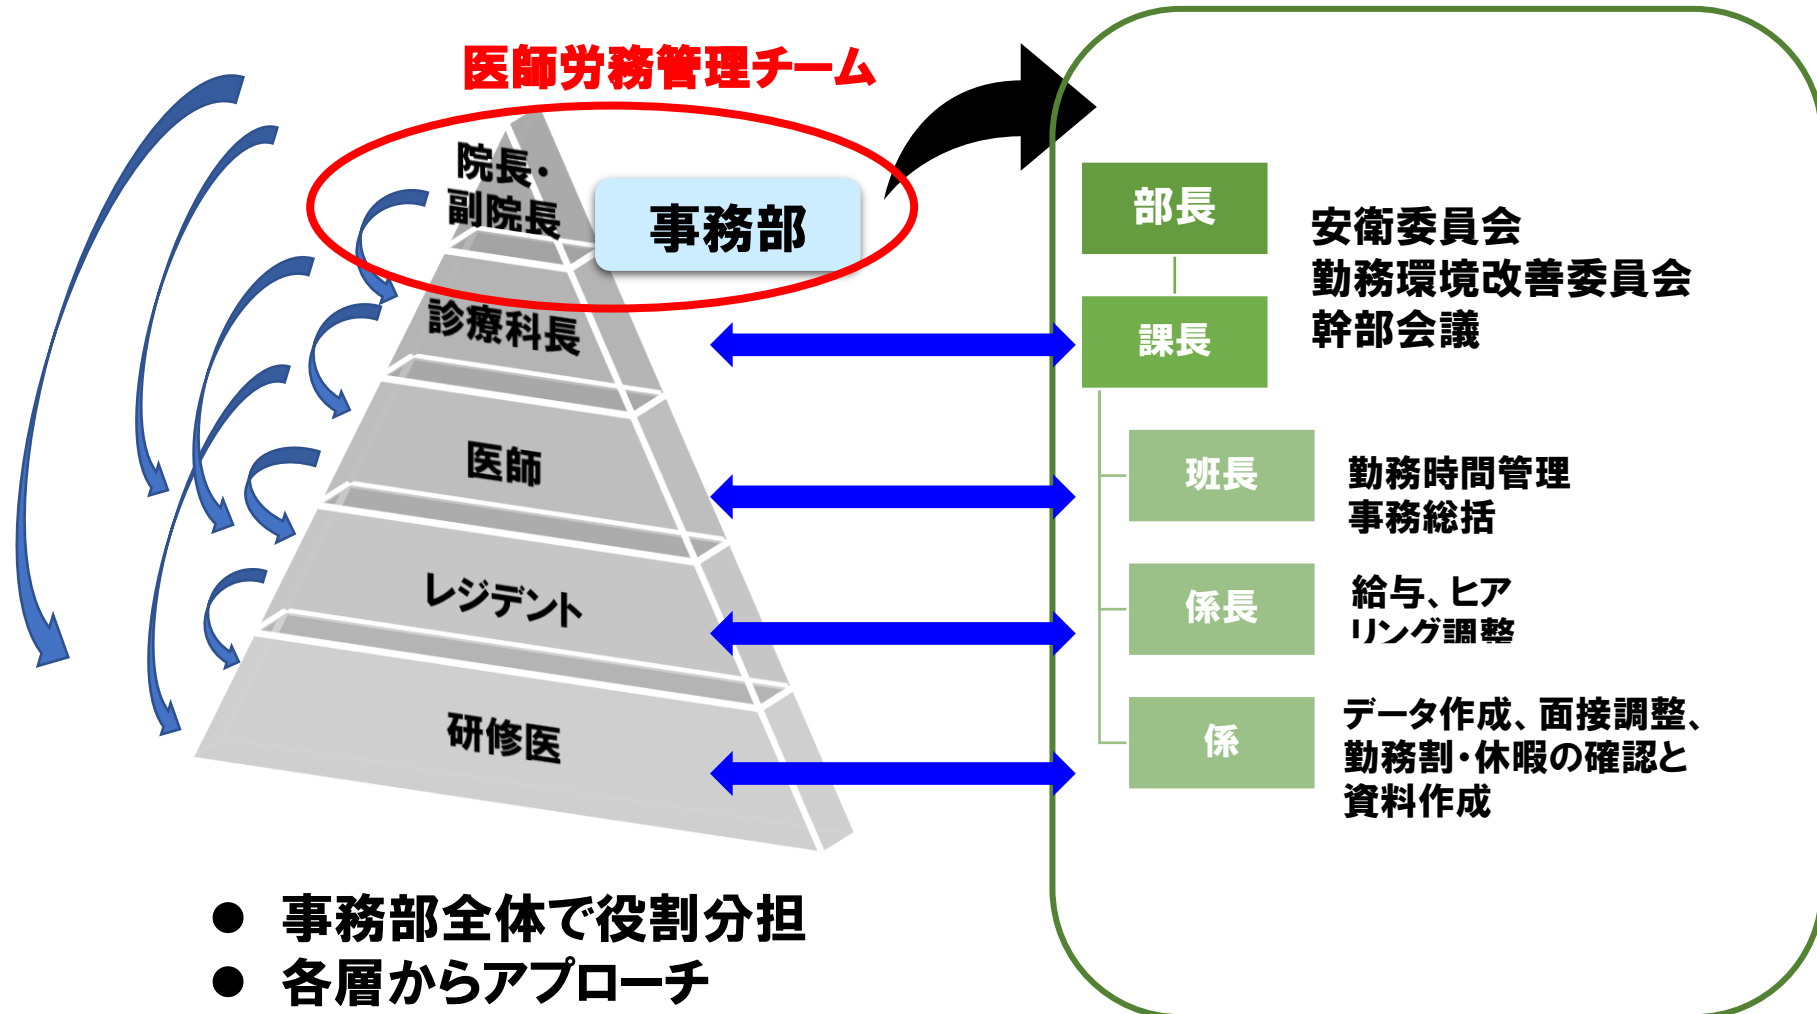 医師労務管理チーム
院長・
副院長
事務部
診療科長
医師
レジデント
研修医
部長
安衛委員会
勤務環境改善委員会
幹部会議
課長
班長
勤務時間管理
事務総括
係長
給与、ヒア
リング調整
係
データ作成、面接調整、
勤務割・休暇の確認と
資料作成
● 事務部全体で役割分担
● 各層からアプローチ